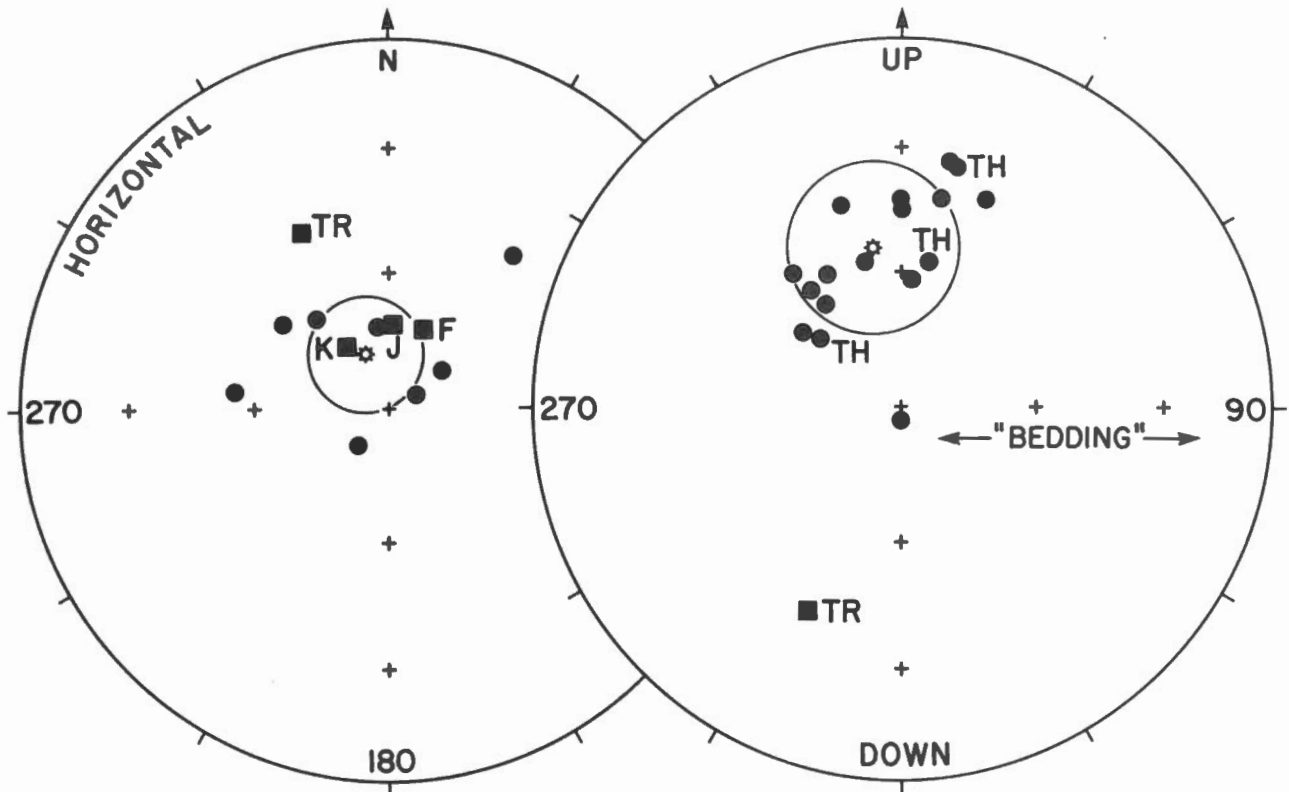 N
HORIZONTAL
TR
K
J
F
270
180
UP
TH
TH
TH
270
90
"BEDDING"
TR
DOWN